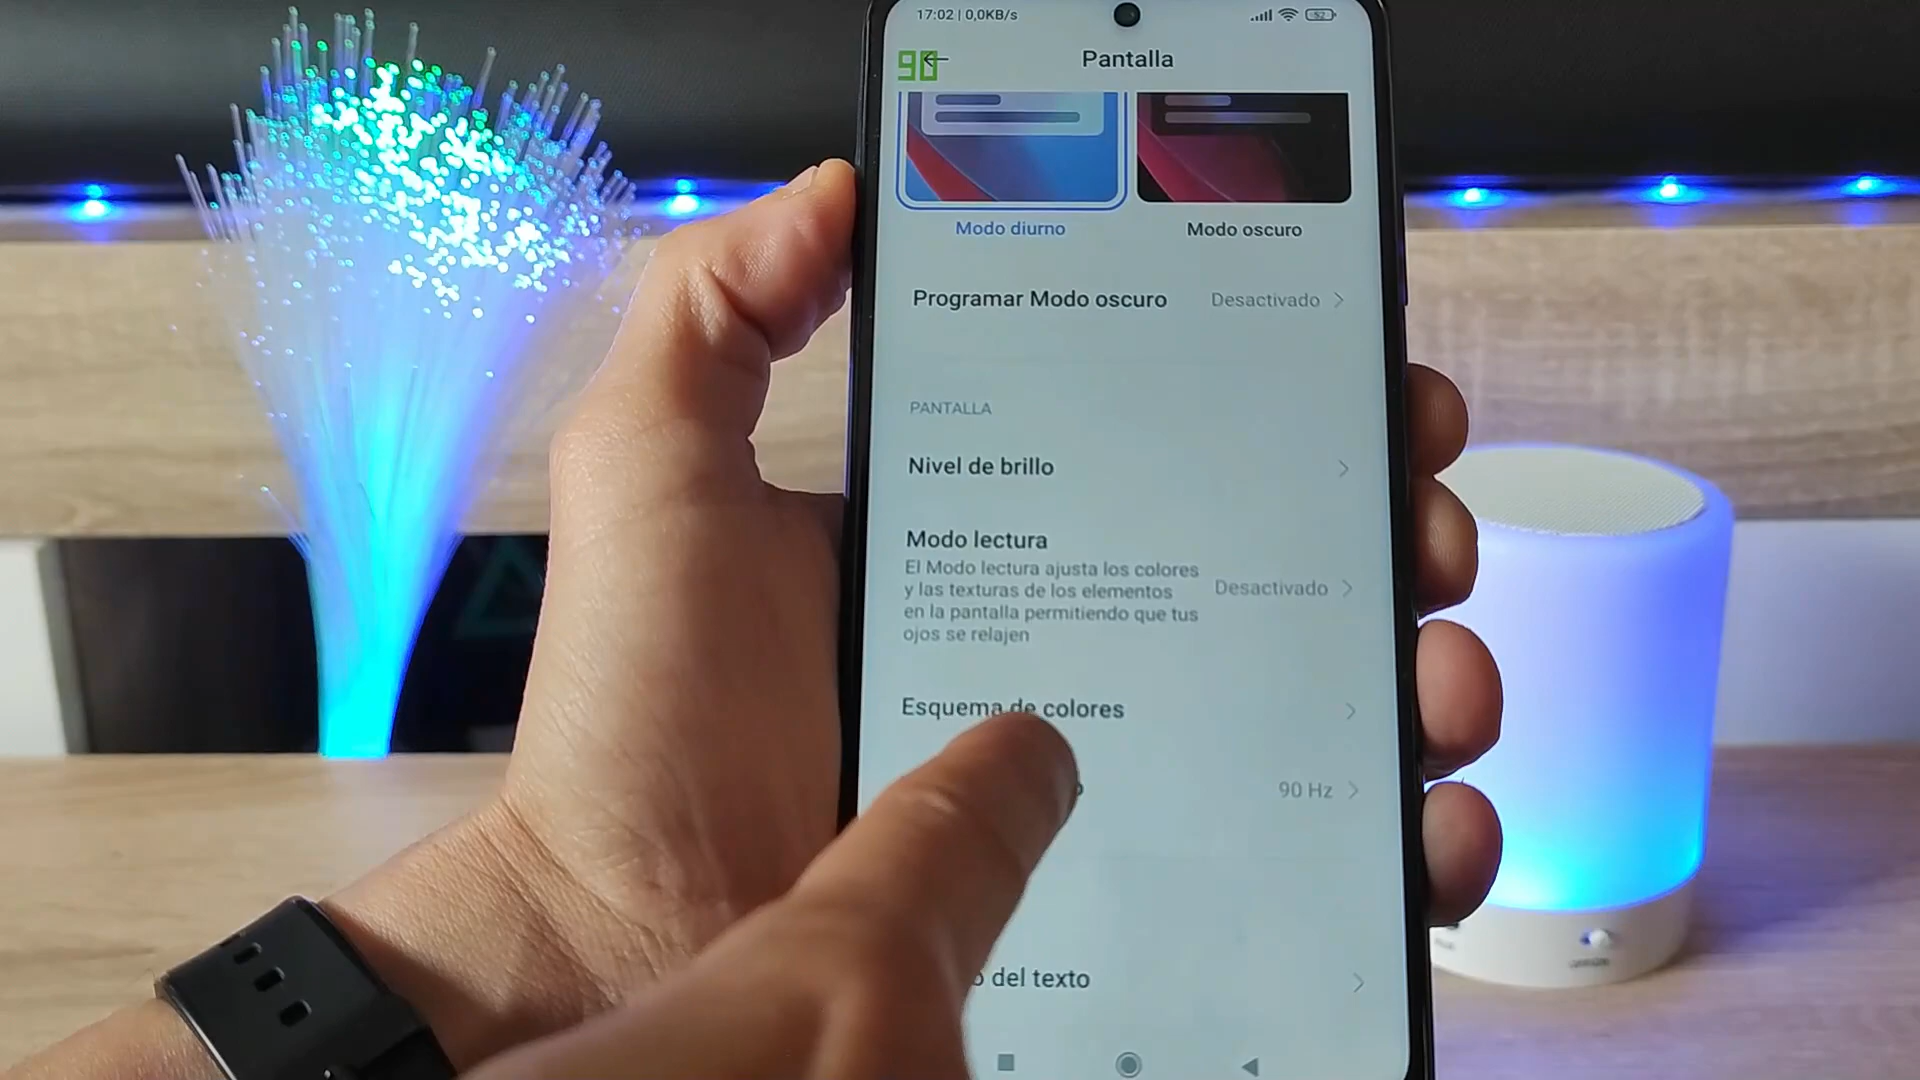 17:02 | 0,0KB/s
52
90
Pantalla
Modo diurno
Modo oscuro
Programar Modo oscuro
Desactivado
PANTALLA
Nivel de brillo
Modo lectura
El Modo lectura ajusta los colores
y las texturas de los elementos
en la pantalla permitiendo que tus
ojos se relajen
Desactivado
Esquema de colores
90 Hz
del texto